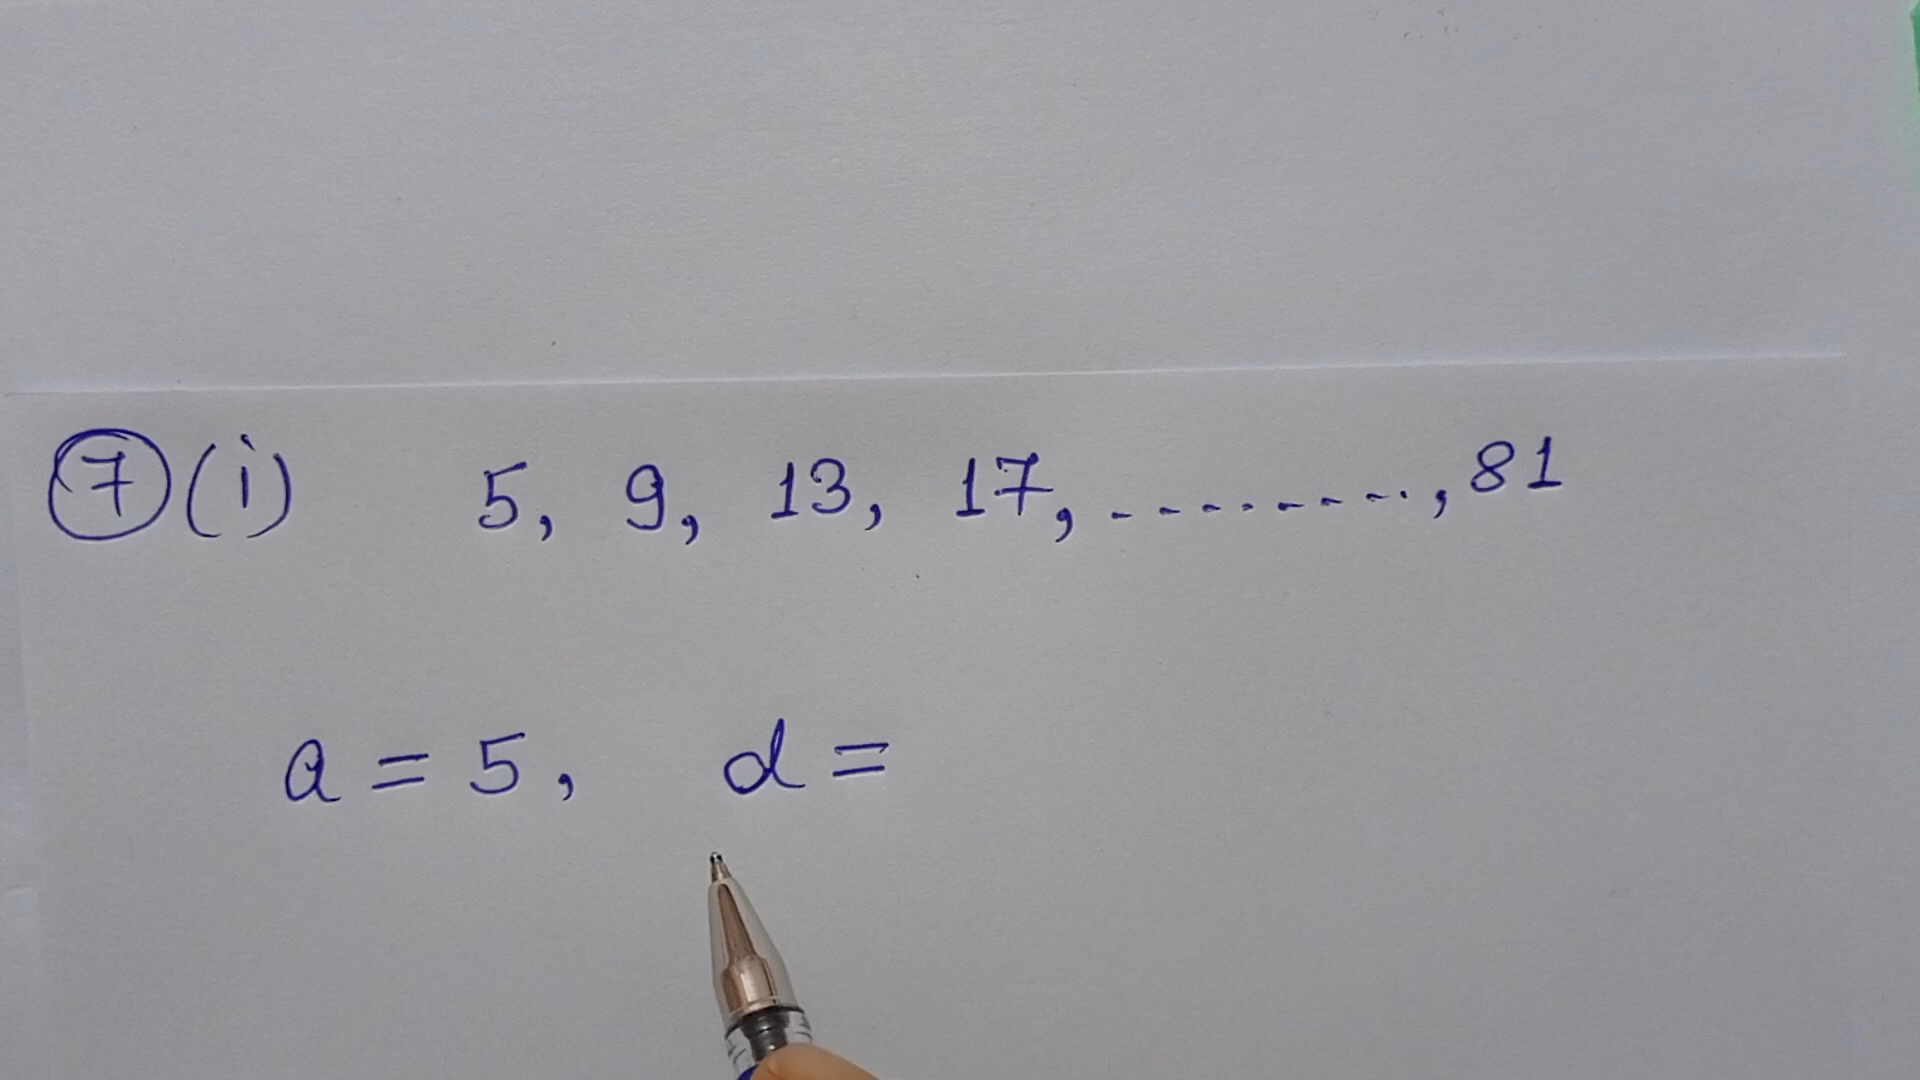 7 (i) 5, 9, 13, 17, ........., 81
a = 5, d =